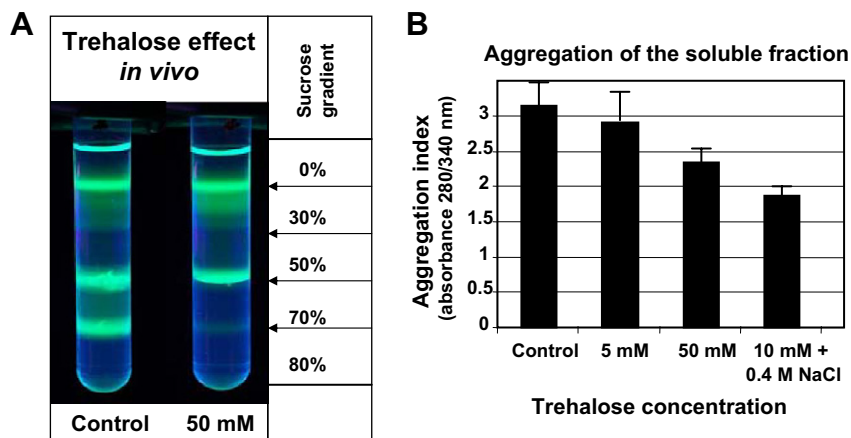 A
Trehalose effect
in vivo
Sucrose
gradient
0%
30%
50%
70%
80%
Control
50 mM
B
Aggregation of the soluble fraction
Aggregation index
(absorbance 280/340 nm)
3
2.5
2
1.5
1
0.5
0
Control
5 mM
50 mM
10 mM +
0.4 M NaCl
Trehalose concentration